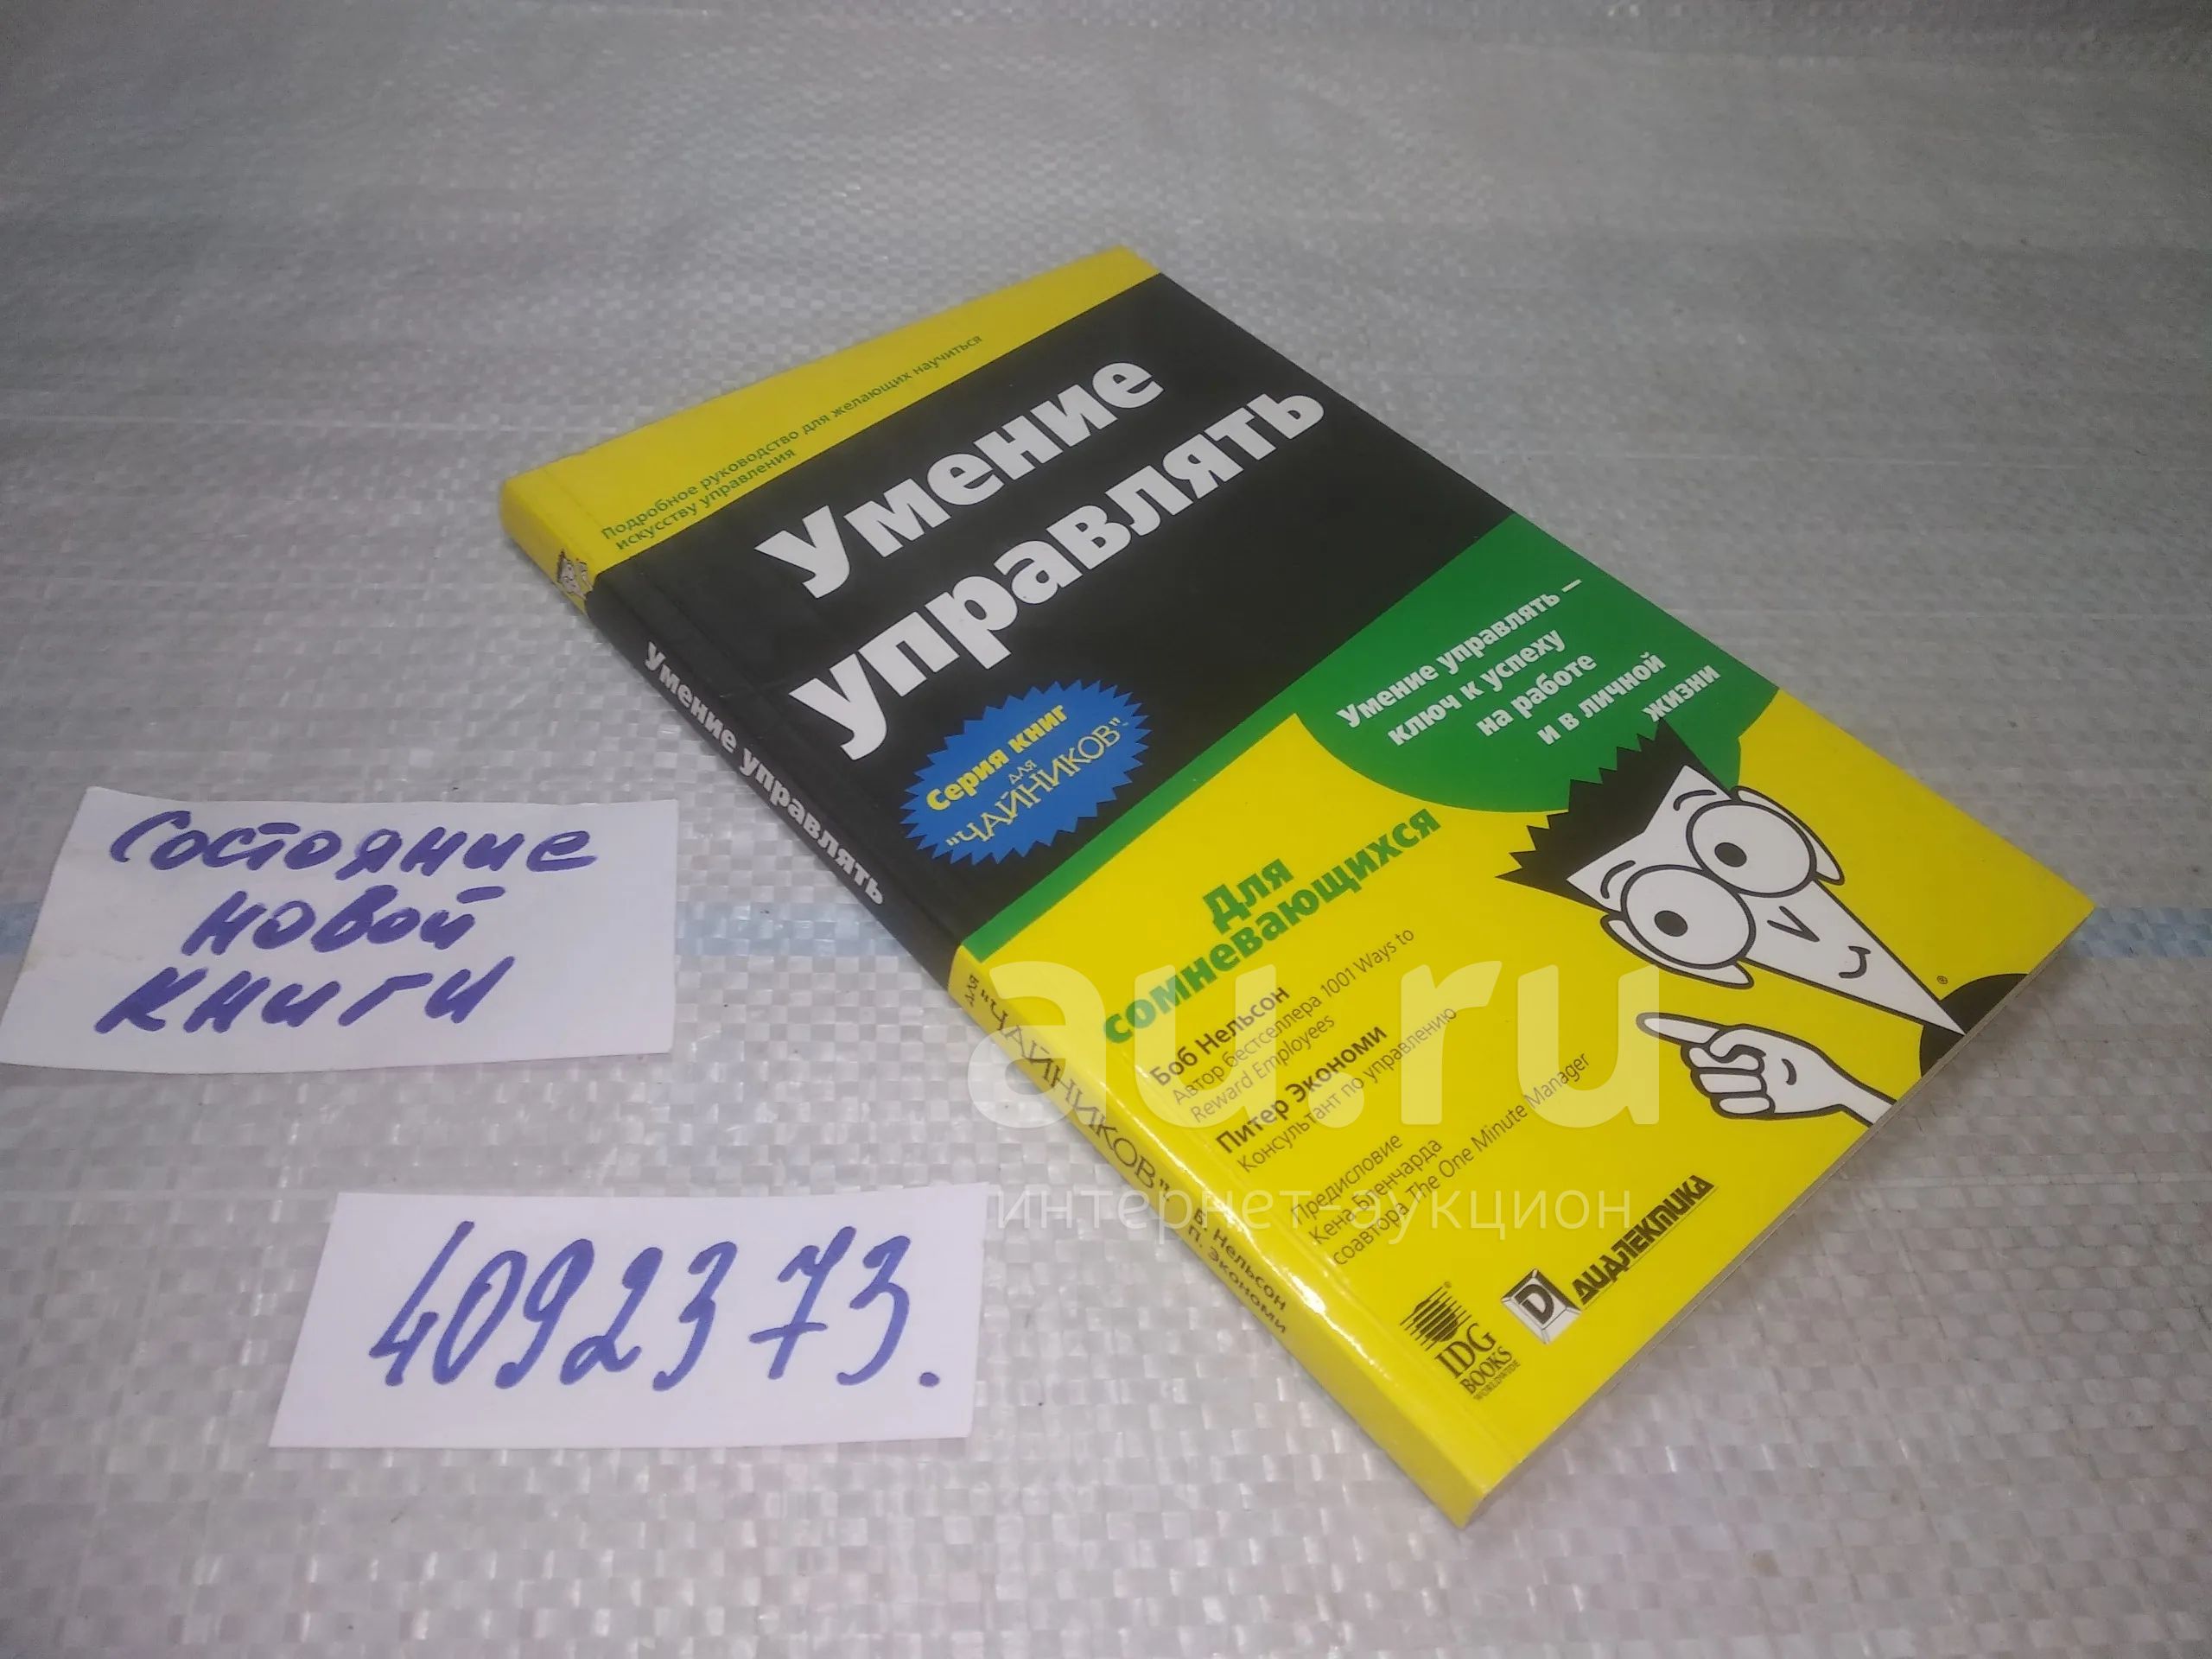 Подробное руководство для желающих научиться
искусству управления
Умение
управлять
Серия книг
для
"ЧАЙНИКОВ"
Умение управлять —
ключ к успеху
на работе
и в личной
жизни
Для
сомневающихся
Боб Нельсон
Автор бестселлера 1001 Ways to
Reward Employees
Питер Экономи
Консультант по управлению
Предисловие
Кена Бленчарда
соавтора The One Minute Manager
IDG
BOOKS
WORLDWIDE
D
ДИАЛЕКТИКА
Умение управлять
для
"ЧАЙНИКОВ"
Б. Нельсон
П. Экономи
Состояние
новой
книги
4092373.
au.ru
интернет-аукцион